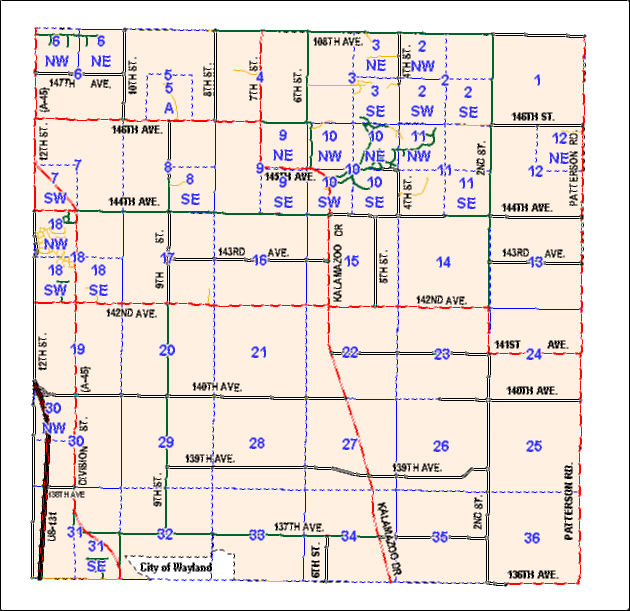 108TH AVE.
6 NW
6 NE
3 NE
2 NW
10TH ST.
8TH ST.
7TH ST.
6TH ST.
4TH ST.
6
5
4
3
2
1
147TH AVE.
(A-45)
5 A
3 SE
2 SW
2 SE
146TH ST.
146TH AVE.
12TH ST.
9 NE
10 NW
10 NE
11 NW
2ND ST.
12 NE
PATTERSON RD.
7
8
9
10
11
12
145TH AVE.
7 SW
8 SE
9 SE
10 SW
10 SE
4TH ST.
11 SE
144TH AVE.
144TH AVE.
18 NW
9TH ST.
KALAMAZOO DR
5TH ST.
143RD AVE.
143RD AVE.
18
17
16
15
14
13
18 SW
18 SE
142ND AVE.
142ND AVE.
12TH ST.
141ST AVE.
19
20
21
22
23
24
(A-45)
140TH AVE.
140TH AVE.
30 NW
30
29
28
27
26
25
DIVISION ST.
139TH AVE.
139TH AVE.
138TH AVE
9TH ST.
2ND ST.
PATTERSON RD.
US-131
KALAMAZOO DR
137TH AVE.
31
32
33
34
35
36
31 SE
6TH ST.
City of Wayland
136TH AVE.